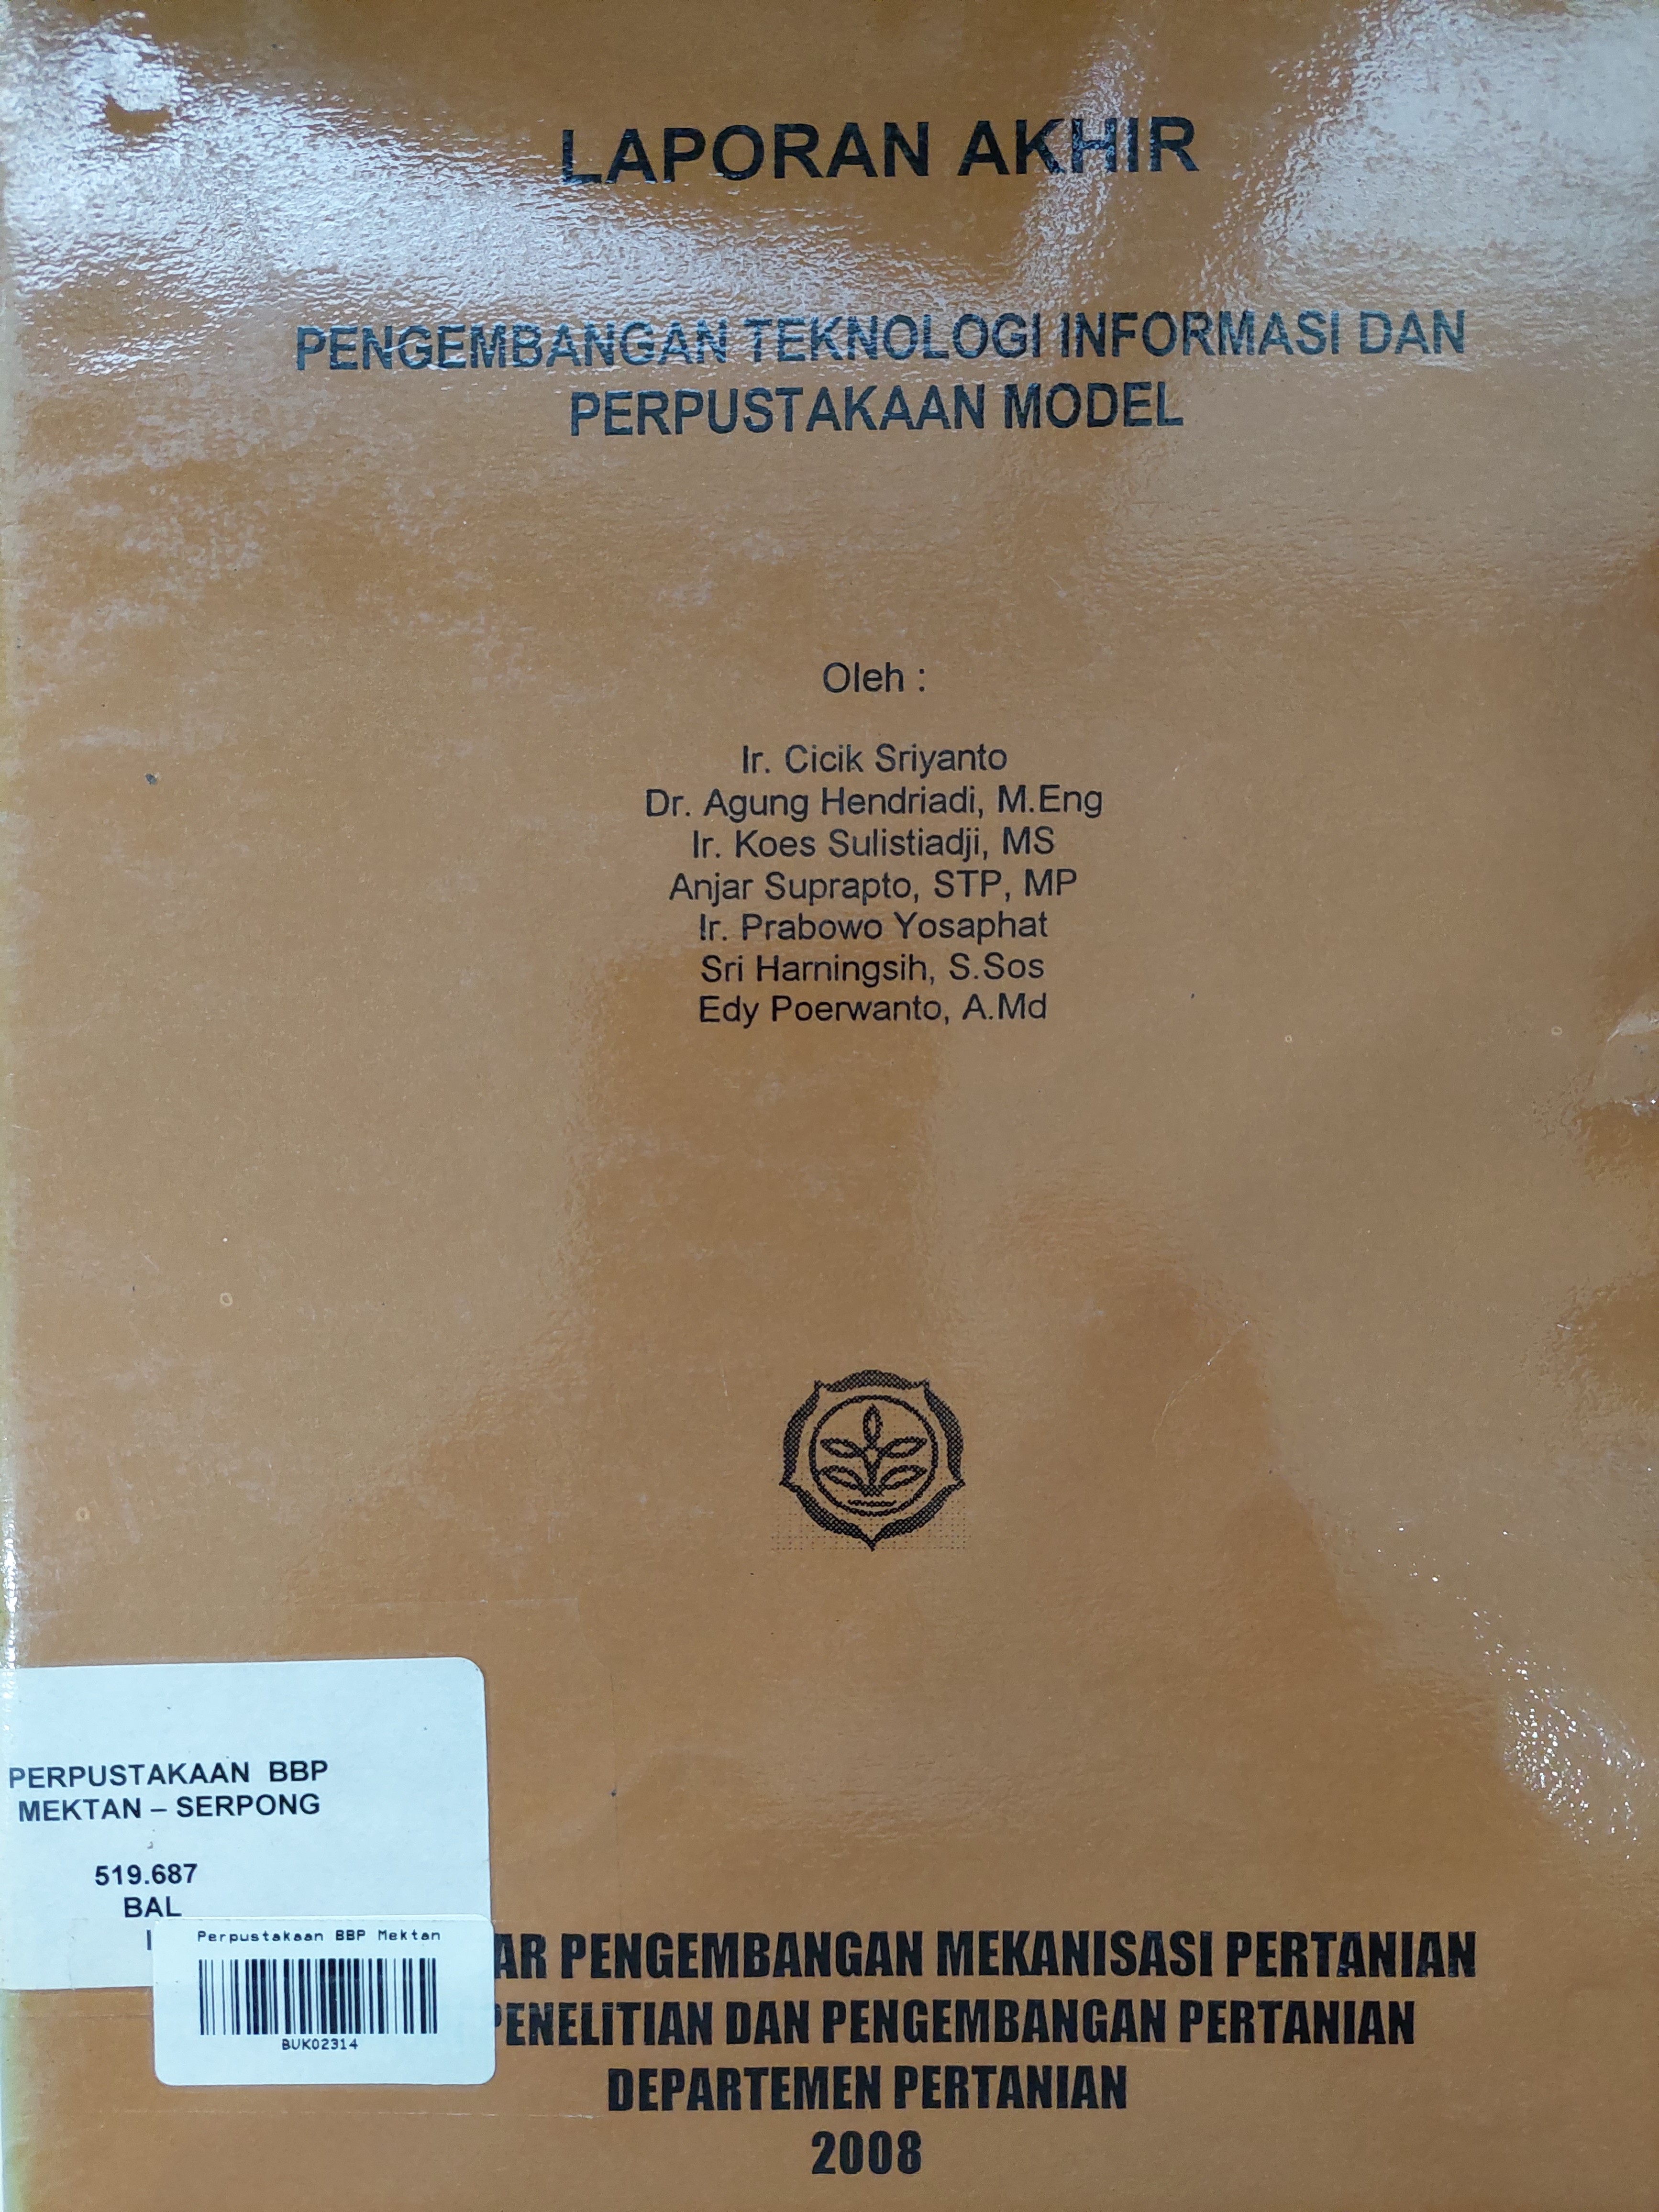 LAPORAN AKHIR
PENGEMBANGAN TEKNOLOGI INFORMASI DAN
PERPUSTAKAAN MODEL
Oleh :
Ir. Cicik Sriyanto
Dr. Agung Hendriadi, M.Eng
Ir. Koes Sulistiadji, MS
Anjar Suprapto, STP, MP
Ir. Prabowo Yosaphat
Sri Harningsih, S.Sos
Edy Poerwanto, A.Md
PERPUSTAKAAN BBP
MEKTAN – SERPONG
519.687
BAL
Perpustakaan BBP Mektan
BUK02314
AR PENGEMBANGAN MEKANISASI PERTANIAN
PENELITIAN DAN PENGEMBANGAN PERTANIAN
DEPARTEMEN PERTANIAN
2008